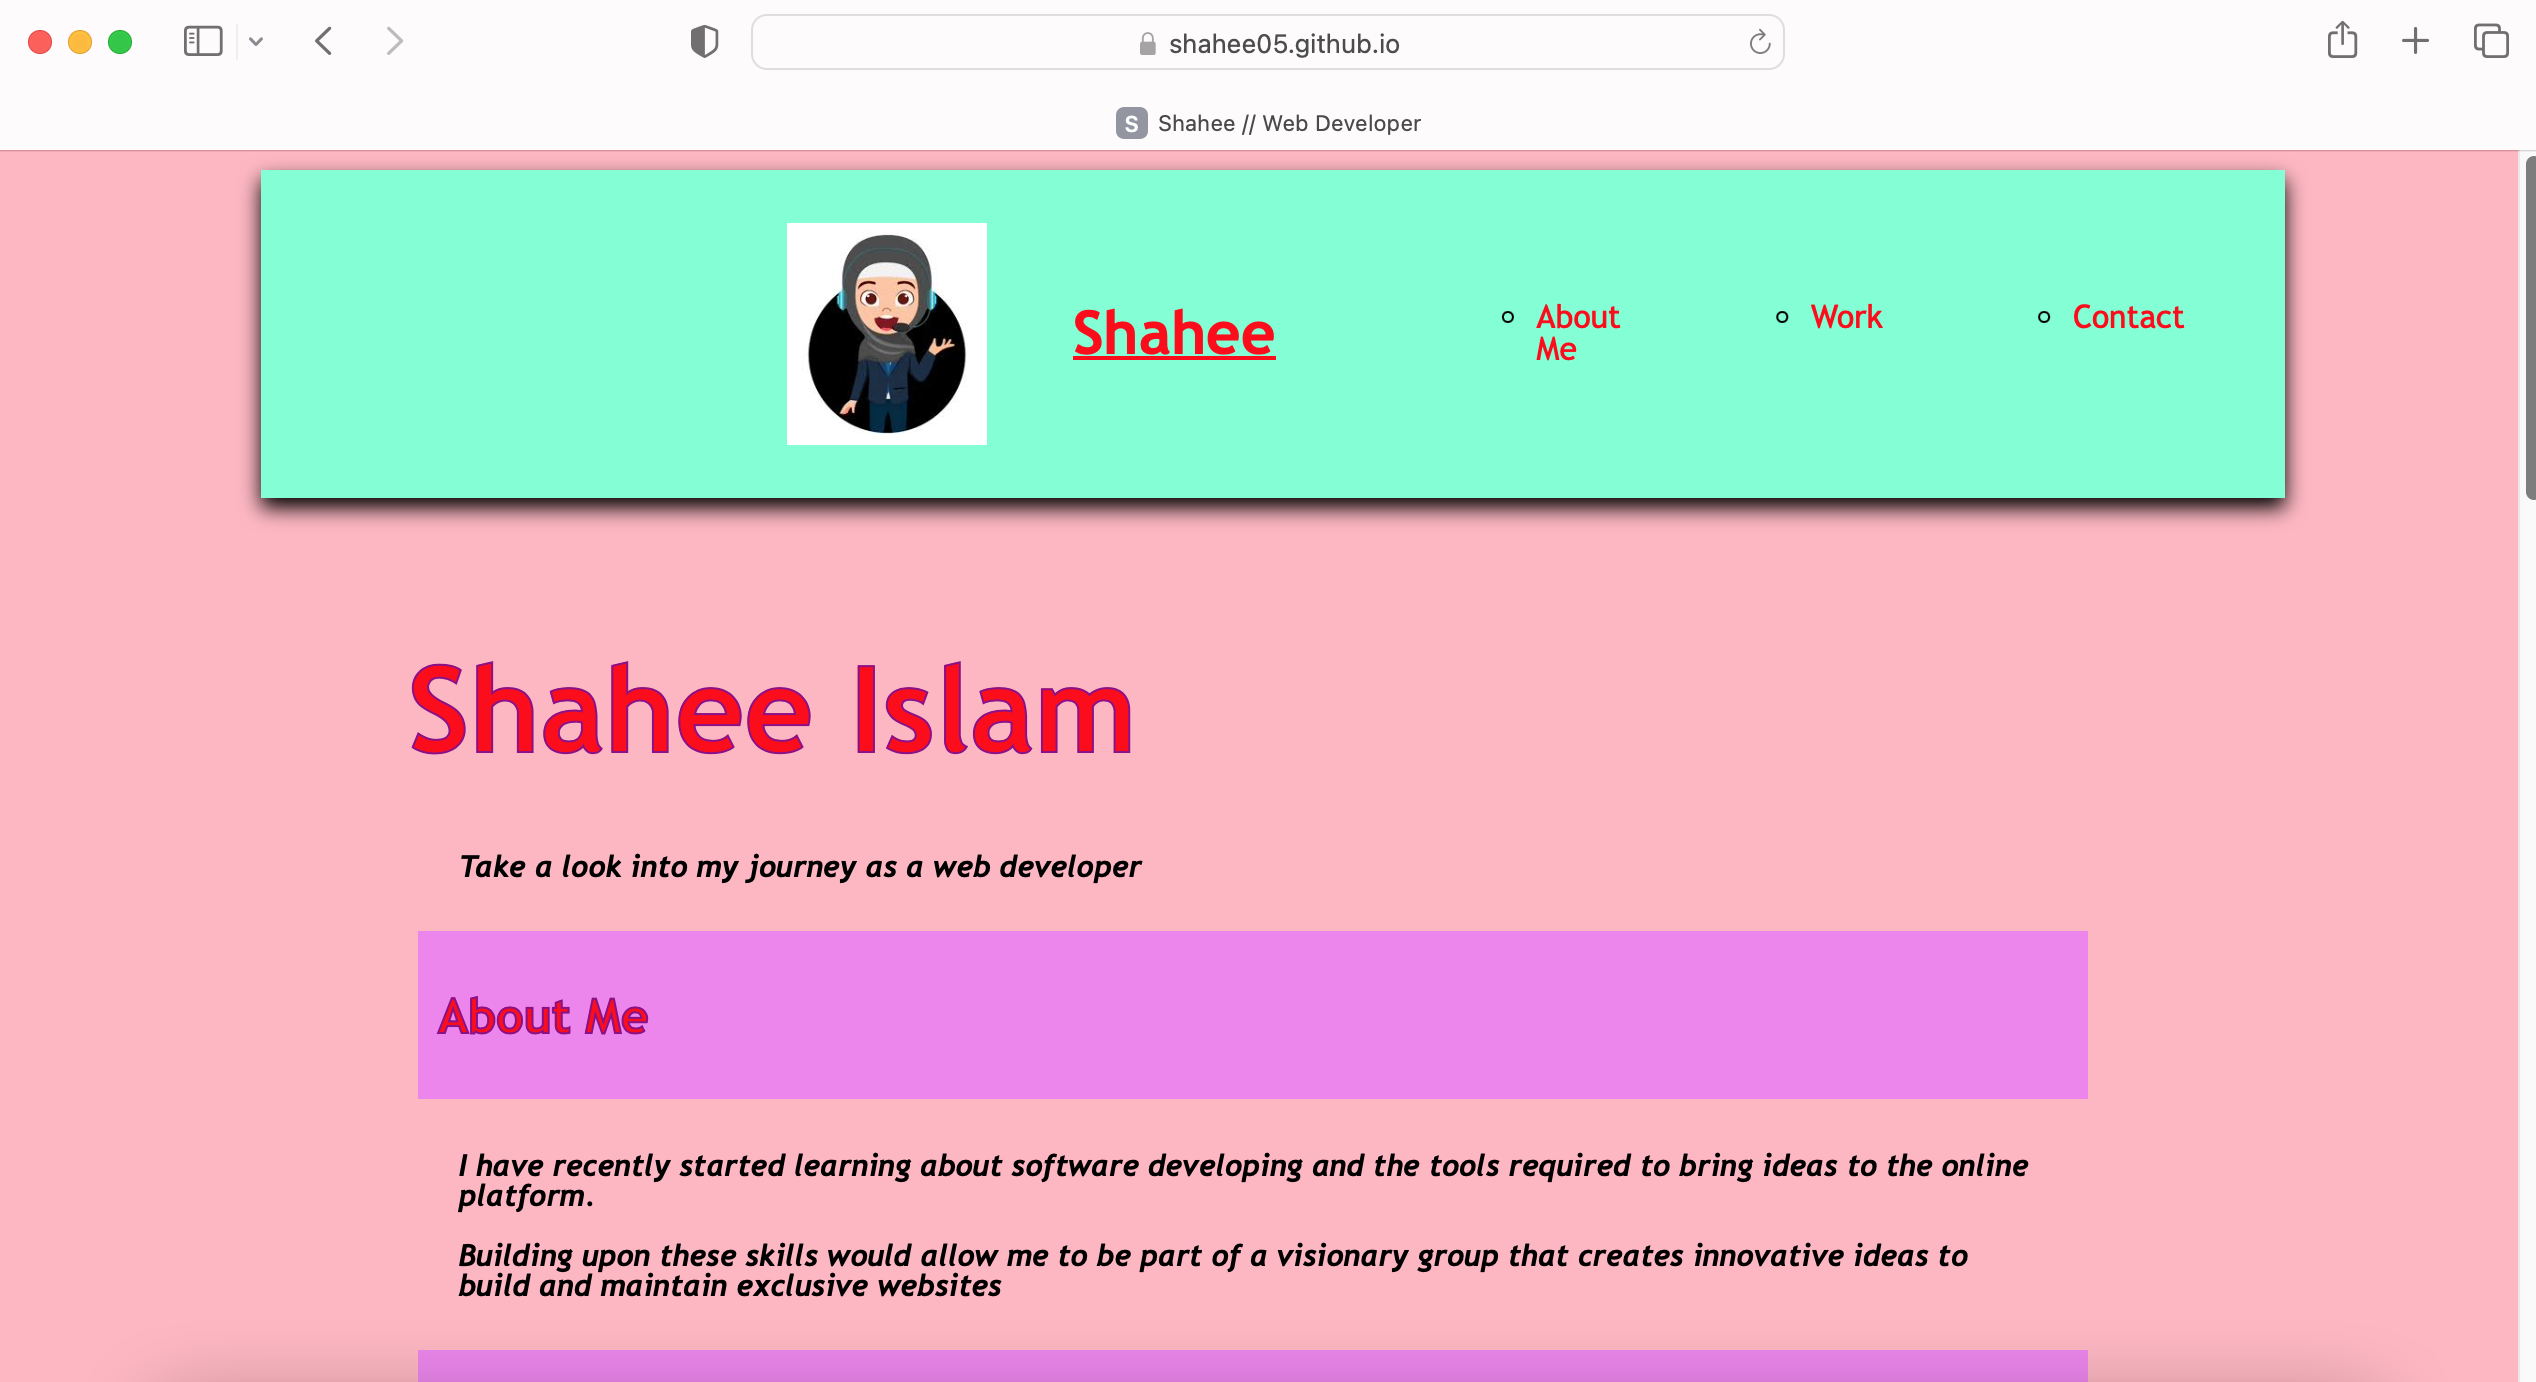 shahee05.github.io
S Shahee // Web Developer
Shahee
About
Me
Work
Contact
Shahee Islam
Take a look into my journey as a web developer
About Me
I have recently started learning about software developing and the tools required to bring ideas to the online
platform.
Building upon these skills would allow me to be part of a visionary group that creates innovative ideas to
build and maintain exclusive websites